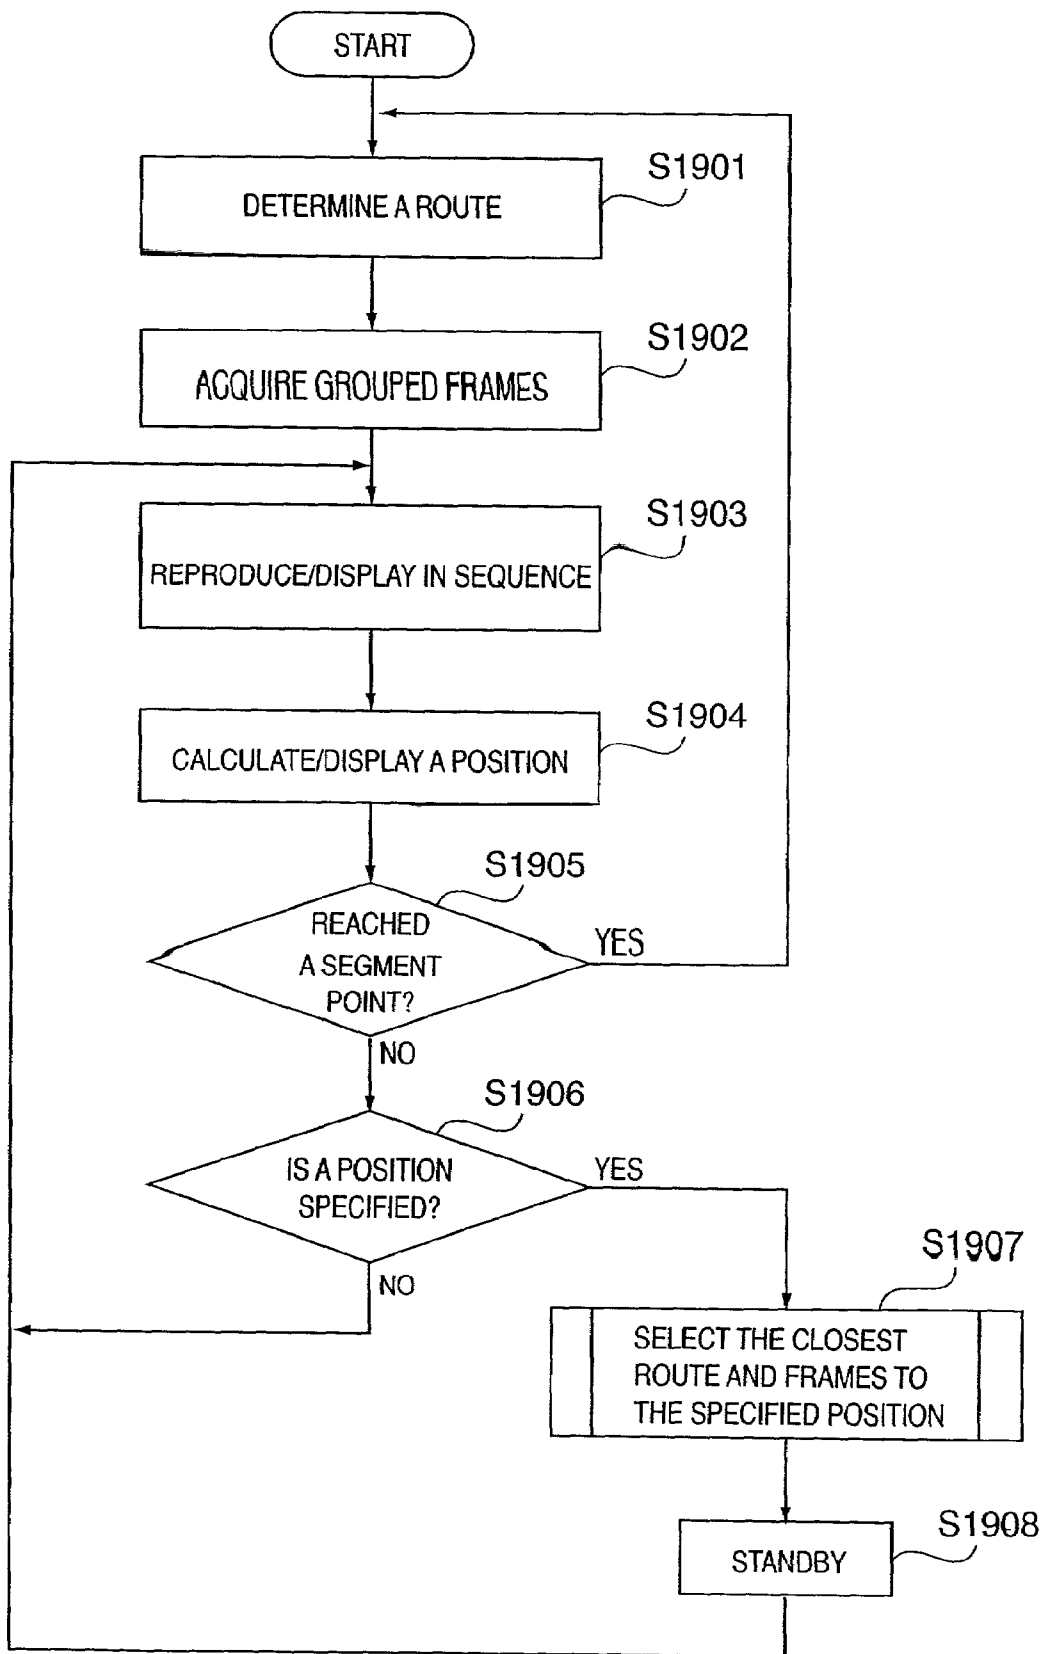 START
S1901
DETERMINE A ROUTE
S1902
ACQUIRE GROUPED FRAMES
S1903
REPRODUCE/DISPLAY IN SEQUENCE
S1904
CALCULATE/DISPLAY A POSITION
S1905
REACHED
A SEGMENT
POINT?
YES
NO
S1906
IS A POSITION
SPECIFIED?
YES
NO
S1907
SELECT THE CLOSEST
ROUTE AND FRAMES TO
THE SPECIFIED POSITION
S1908
STANDBY